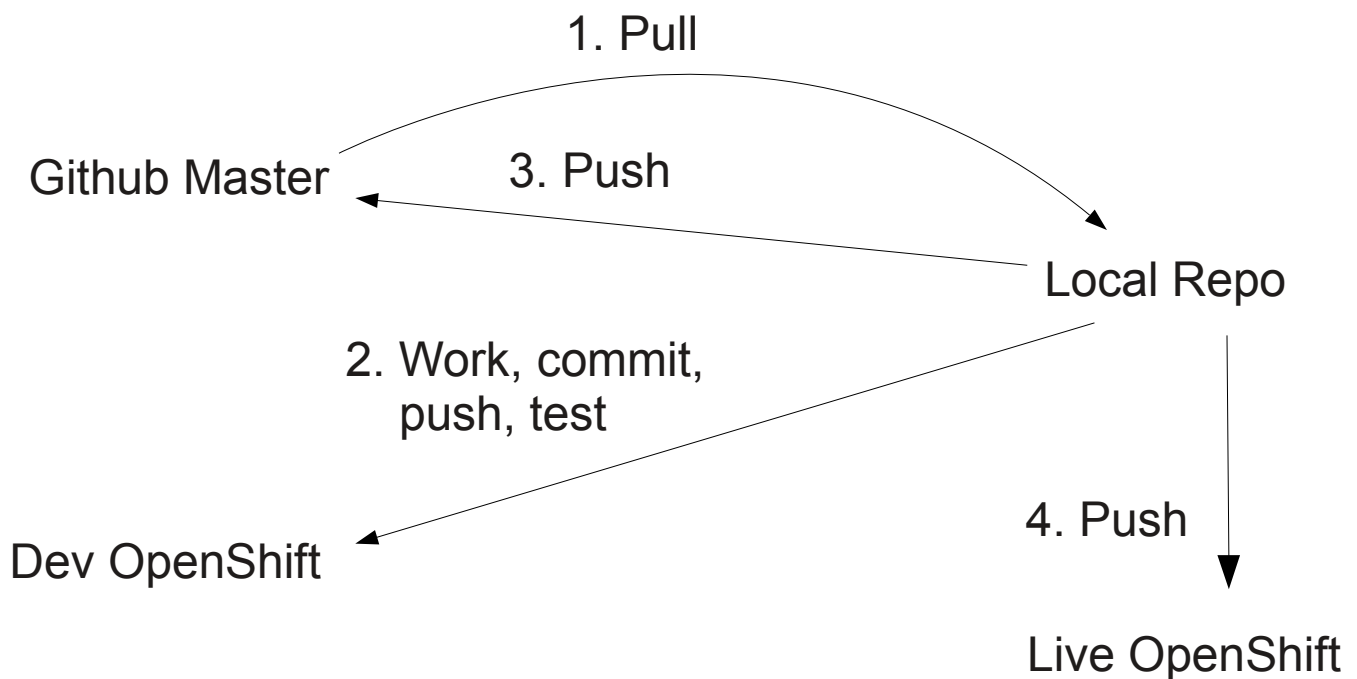 1. Pull
Github Master
3. Push
Local Repo
2. Work, commit,
push, test
4. Push
Dev OpenShift
Live OpenShift